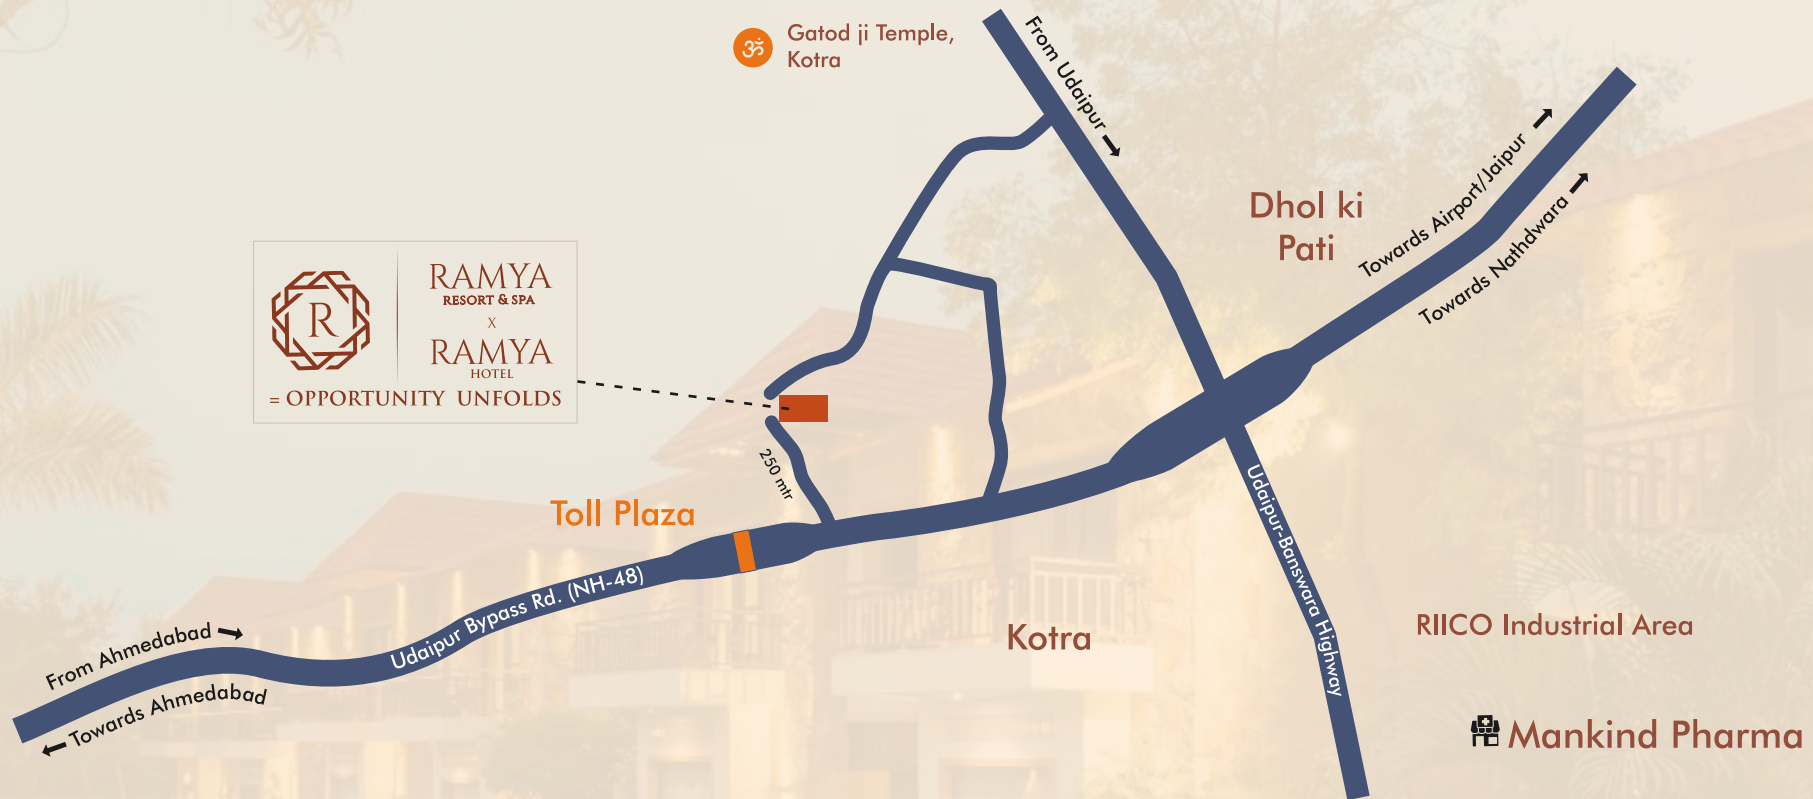 ॐ
Gatod ji Temple,
Kotra
From Udaipur
Dhol ki
Pati
Towards Airport/Jaipur
Towards Nathdwara
R
RAMYA
RESORT & SPA
X
RAMYA
HOTEL
= OPPORTUNITY UNFOLDS
250 mtr
Toll Plaza
Udaipur Bypass Rd. (NH-48)
From Ahmedabad
Towards Ahmedabad
Kotra
Udaipur-Banswara Highway
RIICO Industrial Area
Mankind Pharma